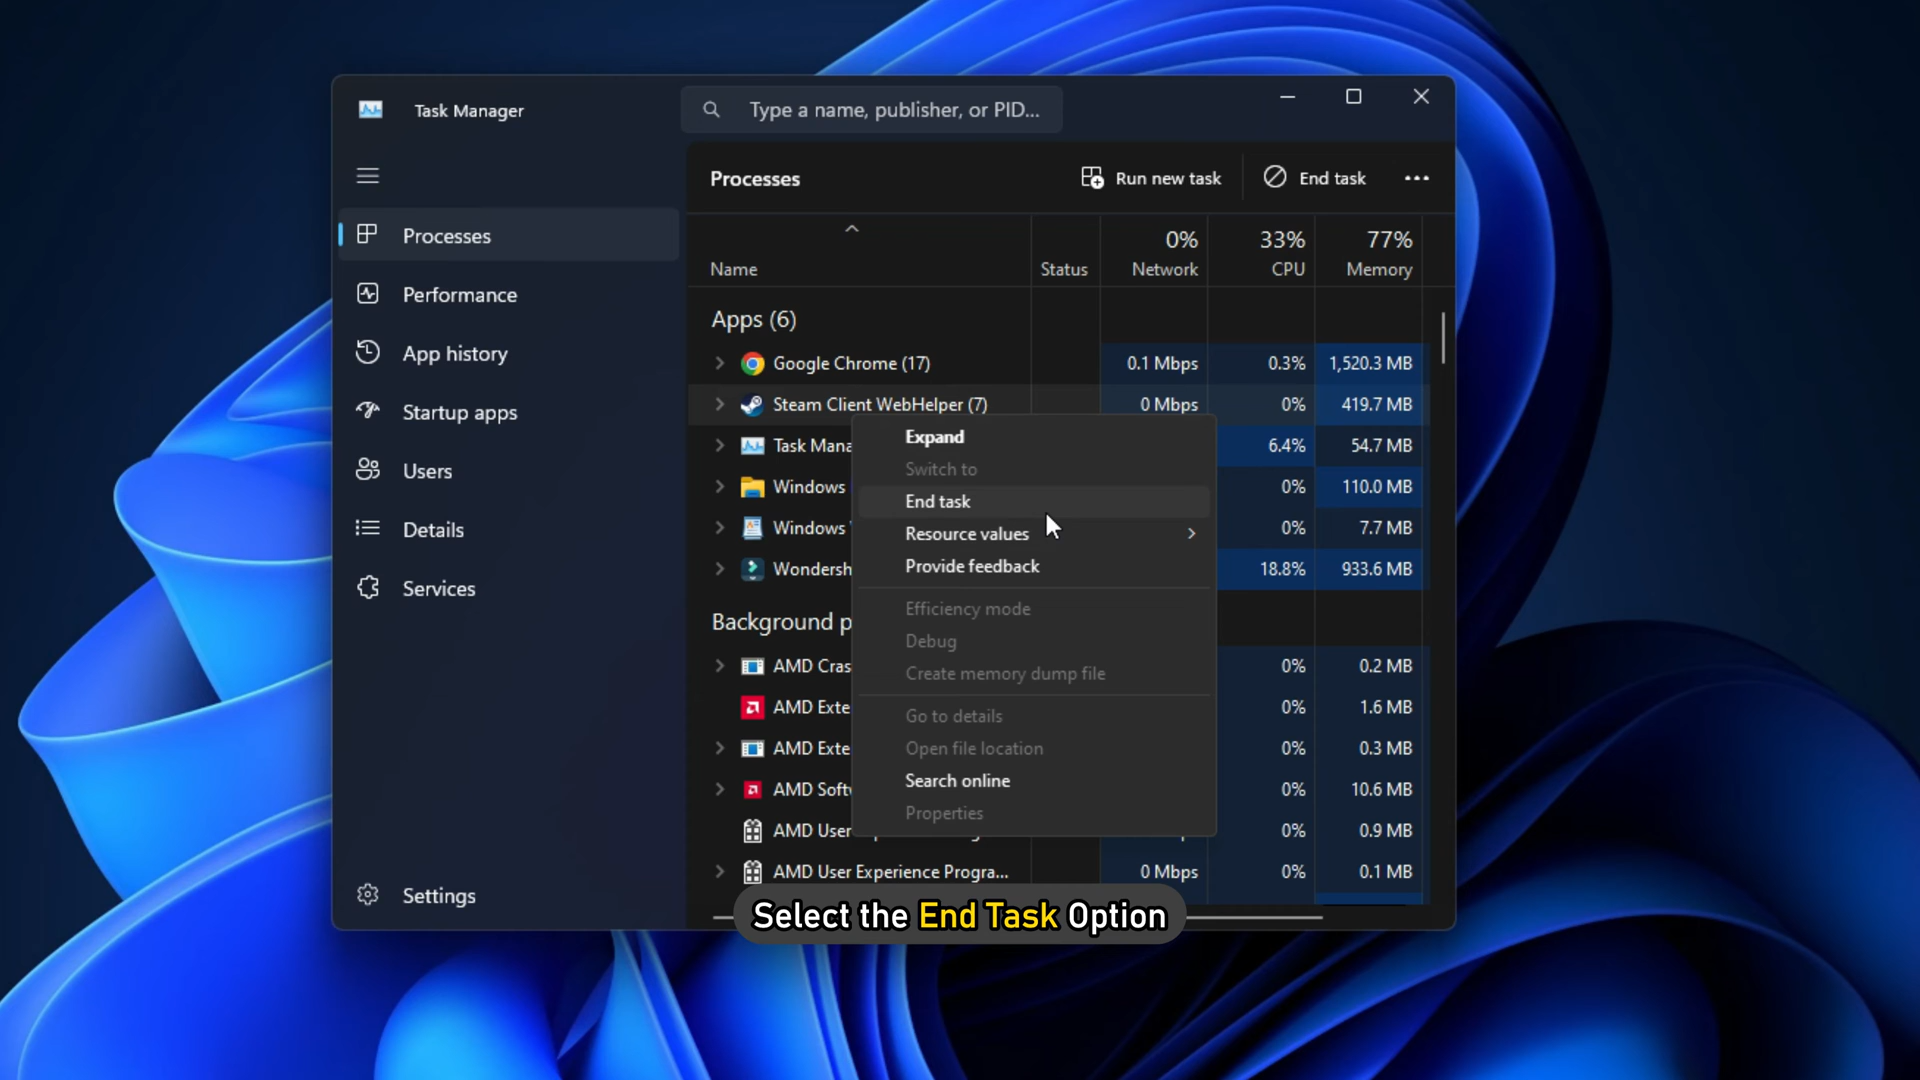 Task Manager
Type a name, publisher, or PID...
Processes
Run new task
End task
Processes
Performance
App history
Startup apps
Users
Details
Services
Settings
0% 33% 77%
Name Status Network CPU Memory
Apps (6)
Google Chrome (17) 0.1 Mbps 0.3% 1,520.3 MB
Steam Client WebHelper (7) 0 Mbps 0% 419.7 MB
Task Mana 6.4% 54.7 MB
Windows 0% 110.0 MB
Windows 0% 7.7 MB
Wondersh 18.8% 933.6 MB
Background p
AMD Cras 0% 0.2 MB
AMD Exte 0% 1.6 MB
AMD Exte 0% 0.3 MB
AMD Softw 0% 10.6 MB
AMD User 0% 0.9 MB
AMD User Experience Progra... 0 Mbps 0% 0.1 MB
Expand
Switch to
End task
Resource values
Provide feedback
Efficiency mode
Debug
Create memory dump file
Go to details
Open file location
Search online
Properties
Select the End Task Option